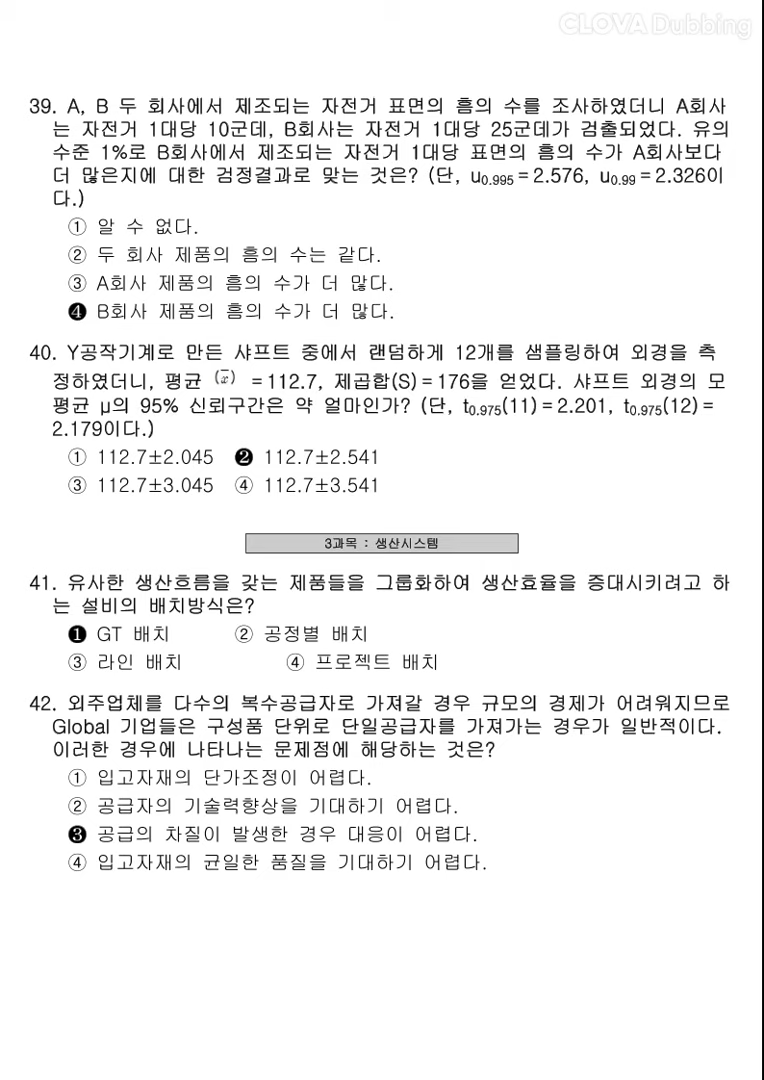 CLOVA Dubbing
39. A, B 두 회사에서 제조되는 자전거 표면의 흠의 수를 조사하였더니 A회사
는 자전거 1대당 10군데, B회사는 자전거 1대당 25군데가 검출되었다. 유의
수준 1%로 B회사에서 제조되는 자전거 1대당 표면의 흠의 수가 A회사보다
더 많은지에 대한 검정결과로 맞는 것은? (단, u0.995=2.576, u0.99=2.326이
다.)
① 알 수 없다.
② 두 회사 제품의 흠의 수는 같다.
③ A회사 제품의 흠의 수가 더 많다.
❹ B회사 제품의 흠의 수가 더 많다.
40. Y공작기계로 만든 샤프트 중에서 랜덤하게 12개를 샘플링하여 외경을 측
정하였더니, 평균 (x̄) =112.7, 제곱합(S)=176을 얻었다. 샤프트 외경의 모
평균 μ의 95% 신뢰구간은 약 얼마인가? (단, t0.975(11)=2.201, t0.975(12)=
2.179이다.)
① 112.7±2.045 ❷ 112.7±2.541
③ 112.7±3.045 ④ 112.7±3.541
3과목 : 생산시스템
41. 유사한 생산흐름을 갖는 제품들을 그룹화하여 생산효율을 증대시키려고 하
는 설비의 배치방식은?
❶ GT 배치 ② 공정별 배치
③ 라인 배치 ④ 프로젝트 배치
42. 외주업체를 다수의 복수공급자로 가져갈 경우 규모의 경제가 어려워지므로
Global 기업들은 구성품 단위로 단일공급자를 가져가는 경우가 일반적이다.
이러한 경우에 나타나는 문제점에 해당하는 것은?
① 입고자재의 단가조정이 어렵다.
② 공급자의 기술력향상을 기대하기 어렵다.
❸ 공급의 차질이 발생한 경우 대응이 어렵다.
④ 입고자재의 균일한 품질을 기대하기 어렵다.